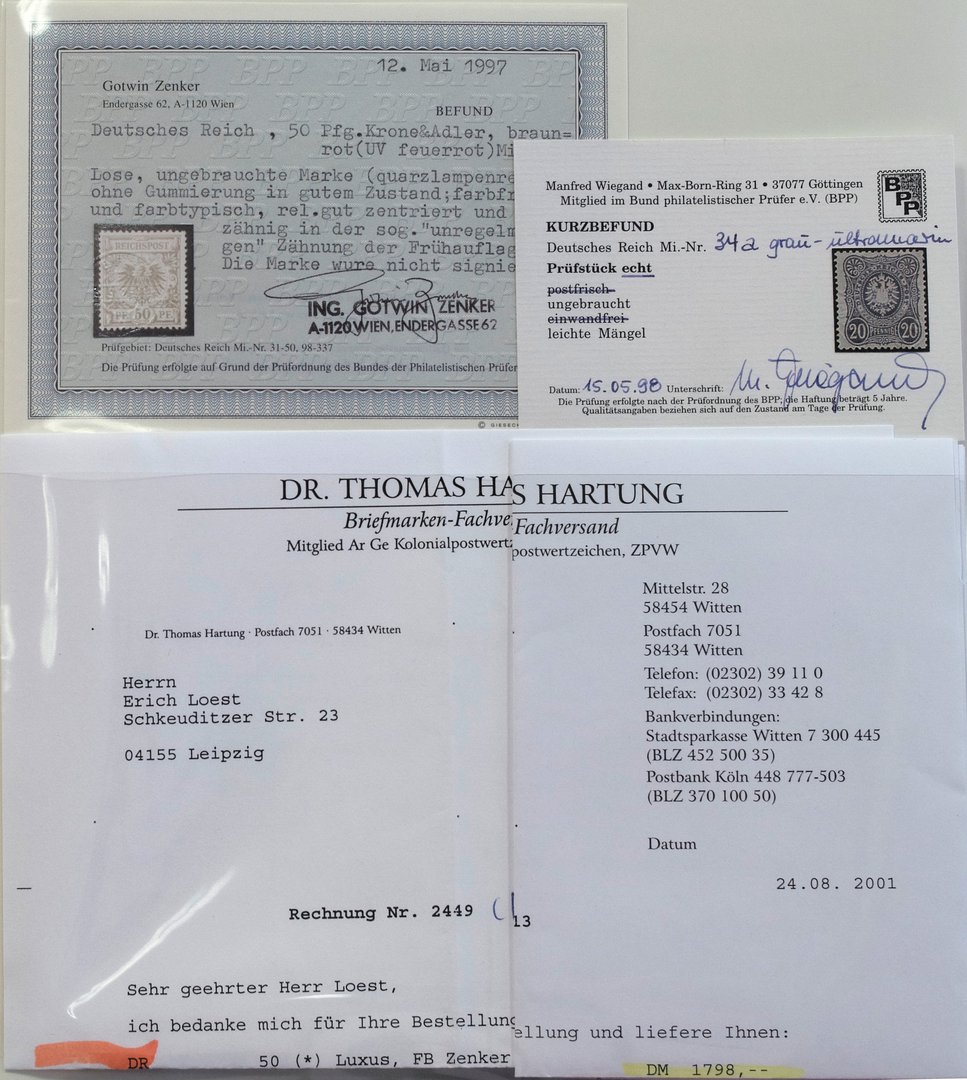 12. Mai 1997
Gotwin Zenker
Endergasse 62, A-1120 Wien
BEFUND
Deutsches Reich , 50 Pfg.Krone&Adler, braun=
rot(UV feuerrot)Mi
Lose, ungebrauchte Marke (quarzlampenre
ohne Gummierung in gutem Zustand;farbfr
und farbtypisch, rel.gut zentriert und
zähnig in der sog."unregelm
gen" Zähnung der Frühauflag
Die Marke wure nicht signie
REICHSPOST
PF 50 PF
ING. GOTWIN ZENKER
A-1120 WIEN, ENDERGASSE 62
Prüfgebiet: Deutsches Reich Mi.-Nr. 31-50, 98-337
Die Prüfung erfolgte auf Grund der Prüfordnung des Bundes der Philatelistischen Prüfer
© GIESECK
Manfred Wiegand • Max-Born-Ring 31 • 37077 Göttingen
Mitglied im Bund philatelistischer Prüfer e.V. (BPP)
BPP
KURZBEFUND
Deutsches Reich Mi.-Nr. 34a grau-ultramarin
Prüfstück echt
postfrisch
ungebraucht
einwandfrei
leichte Mängel
20 PFENNIG 20
Datum: 15.05.98 Unterschrift: M. Wiegand
Die Prüfung erfolgte nach der Prüfordnung des BPP; die Haftung beträgt 5 Jahre.
Qualitätsangaben beziehen sich auf den Zustand am Tage der Prüfung.
DR. THOMAS HA
Briefmarken-Fachve
Mitglied Ar Ge Kolonialpostwertz
Dr. Thomas Hartung · Postfach 7051 · 58434 Witten
Herrn
Erich Loest
Schkeuditzer Str. 23
04155 Leipzig
Rechnung Nr. 2449
Sehr geehrter Herr Loest,
ich bedanke mich für Ihre Bestellung
DR 50 (*) Luxus, FB Zenker
S HARTUNG
Fachversand
postwertzeichen, ZPVW
Mittelstr. 28
58454 Witten
Postfach 7051
58434 Witten
Telefon: (02302) 39 11 0
Telefax: (02302) 33 42 8
Bankverbindungen:
Stadtsparkasse Witten 7 300 445
(BLZ 452 500 35)
Postbank Köln 448 777-503
(BLZ 370 100 50)
Datum
24.08. 2001
13
ellung und liefere Ihnen:
DM 1798,--